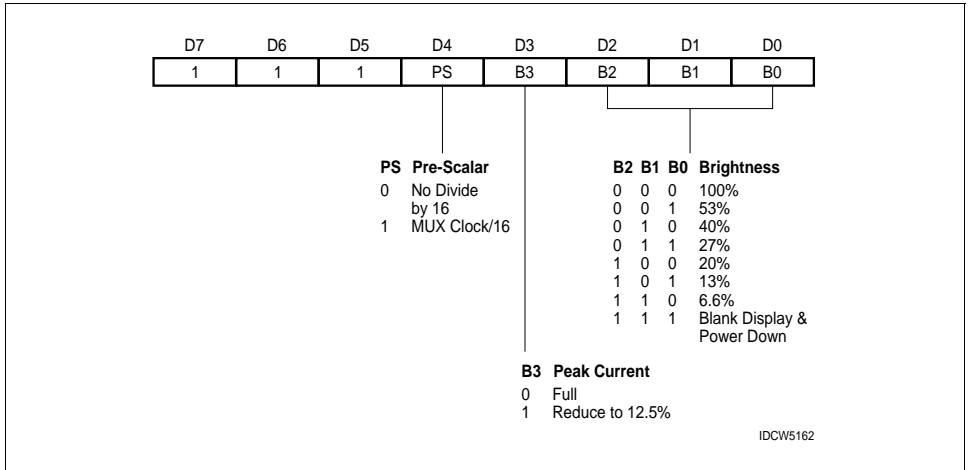 D7 D6 D5 D4 D3 D2 D1 D0
1 1 1 PS B3 B2 B1 B0
PS Pre-Scalar
0 No Divide
by 16
1 MUX Clock/16
B2 B1 B0 Brightness
0 0 0 100%
0 0 1 53%
0 1 0 40%
0 1 1 27%
1 0 0 20%
1 0 1 13%
1 1 0 6.6%
1 1 1 Blank Display &
Power Down
B3 Peak Current
0 Full
1 Reduce to 12.5%
IDCW5162